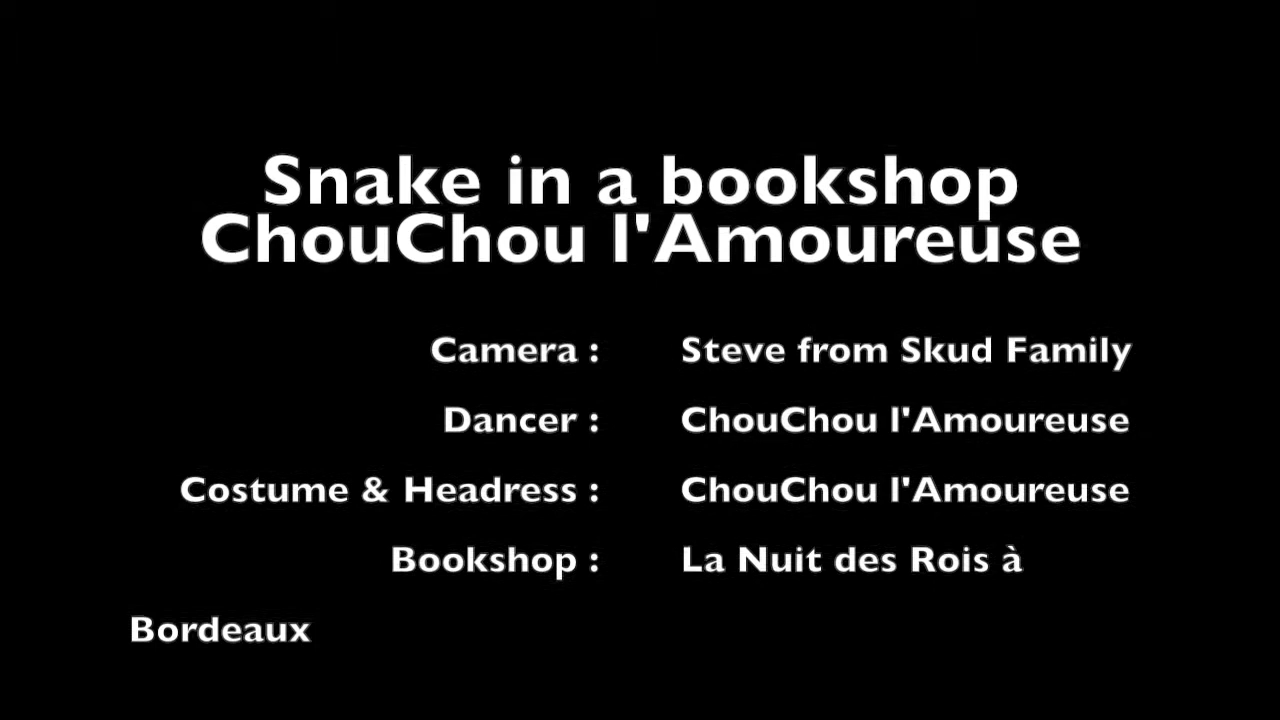 Snake in a bookshop
ChouChou l'Amoureuse
Camera : Steve from Skud Family
Dancer : ChouChou l'Amoureuse
Costume & Headress : ChouChou l'Amoureuse
Bookshop : La Nuit des Rois à
Bordeaux